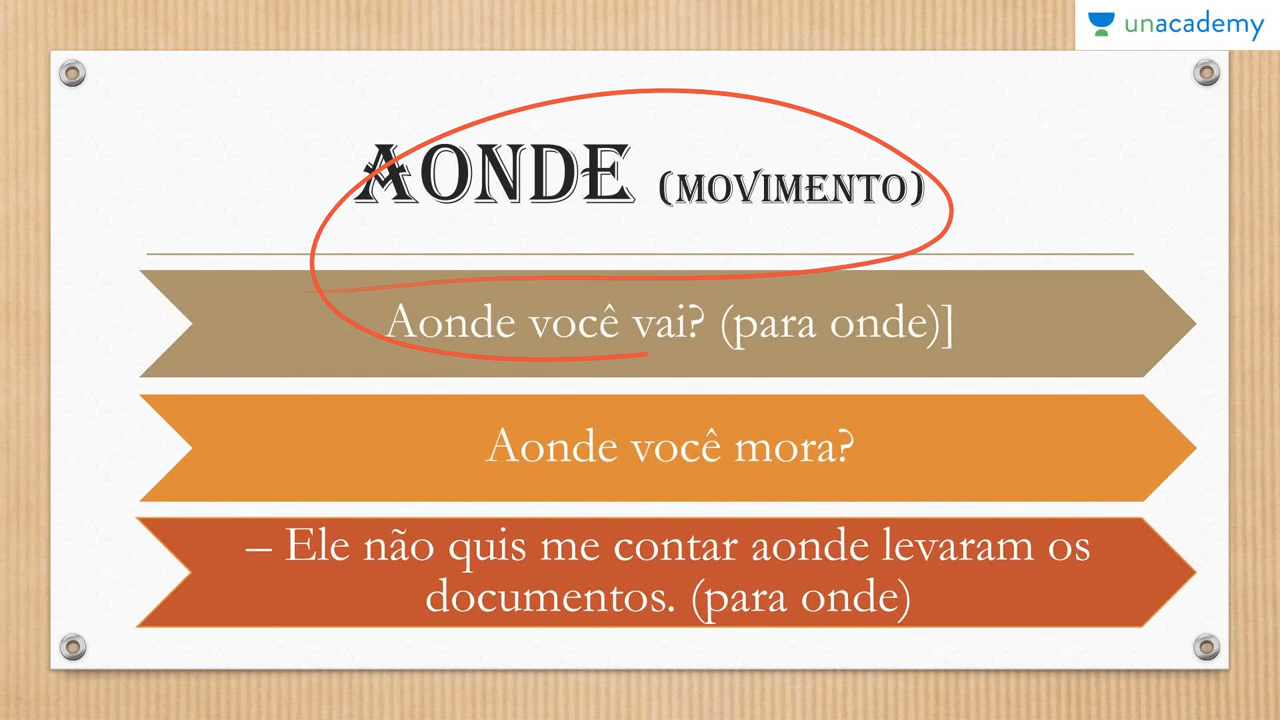 unacademy
AONDE (MOVIMENTO)
Aonde você vai? (para onde)]
Aonde você mora?
– Ele não quis me contar aonde levaram os
documentos. (para onde)